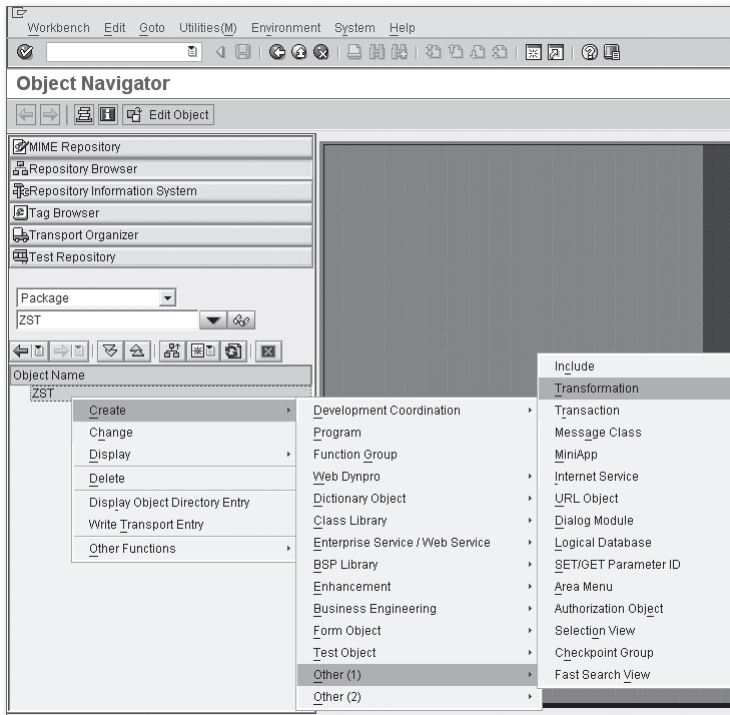 Workbench Edit Goto Utilities(M) Environment System Help
Object Navigator
Edit Object
MIME Repository
Repository Browser
Repository Information System
Tag Browser
Transport Organizer
Test Repository
Package
ZST
Object Name
ZST
Create
Change
Display
Delete
Display Object Directory Entry
Write Transport Entry
Other Functions
Development Coordination
Program
Function Group
Web Dynpro
Dictionary Object
Class Library
Enterprise Service / Web Service
BSP Library
Enhancement
Business Engineering
Form Object
Test Object
Other (1)
Other (2)
Include
Transformation
Transaction
Message Class
MiniApp
Internet Service
URL Object
Dialog Module
Logical Database
SET/GET Parameter ID
Area Menu
Authorization Object
Selection View
Checkpoint Group
Fast Search View